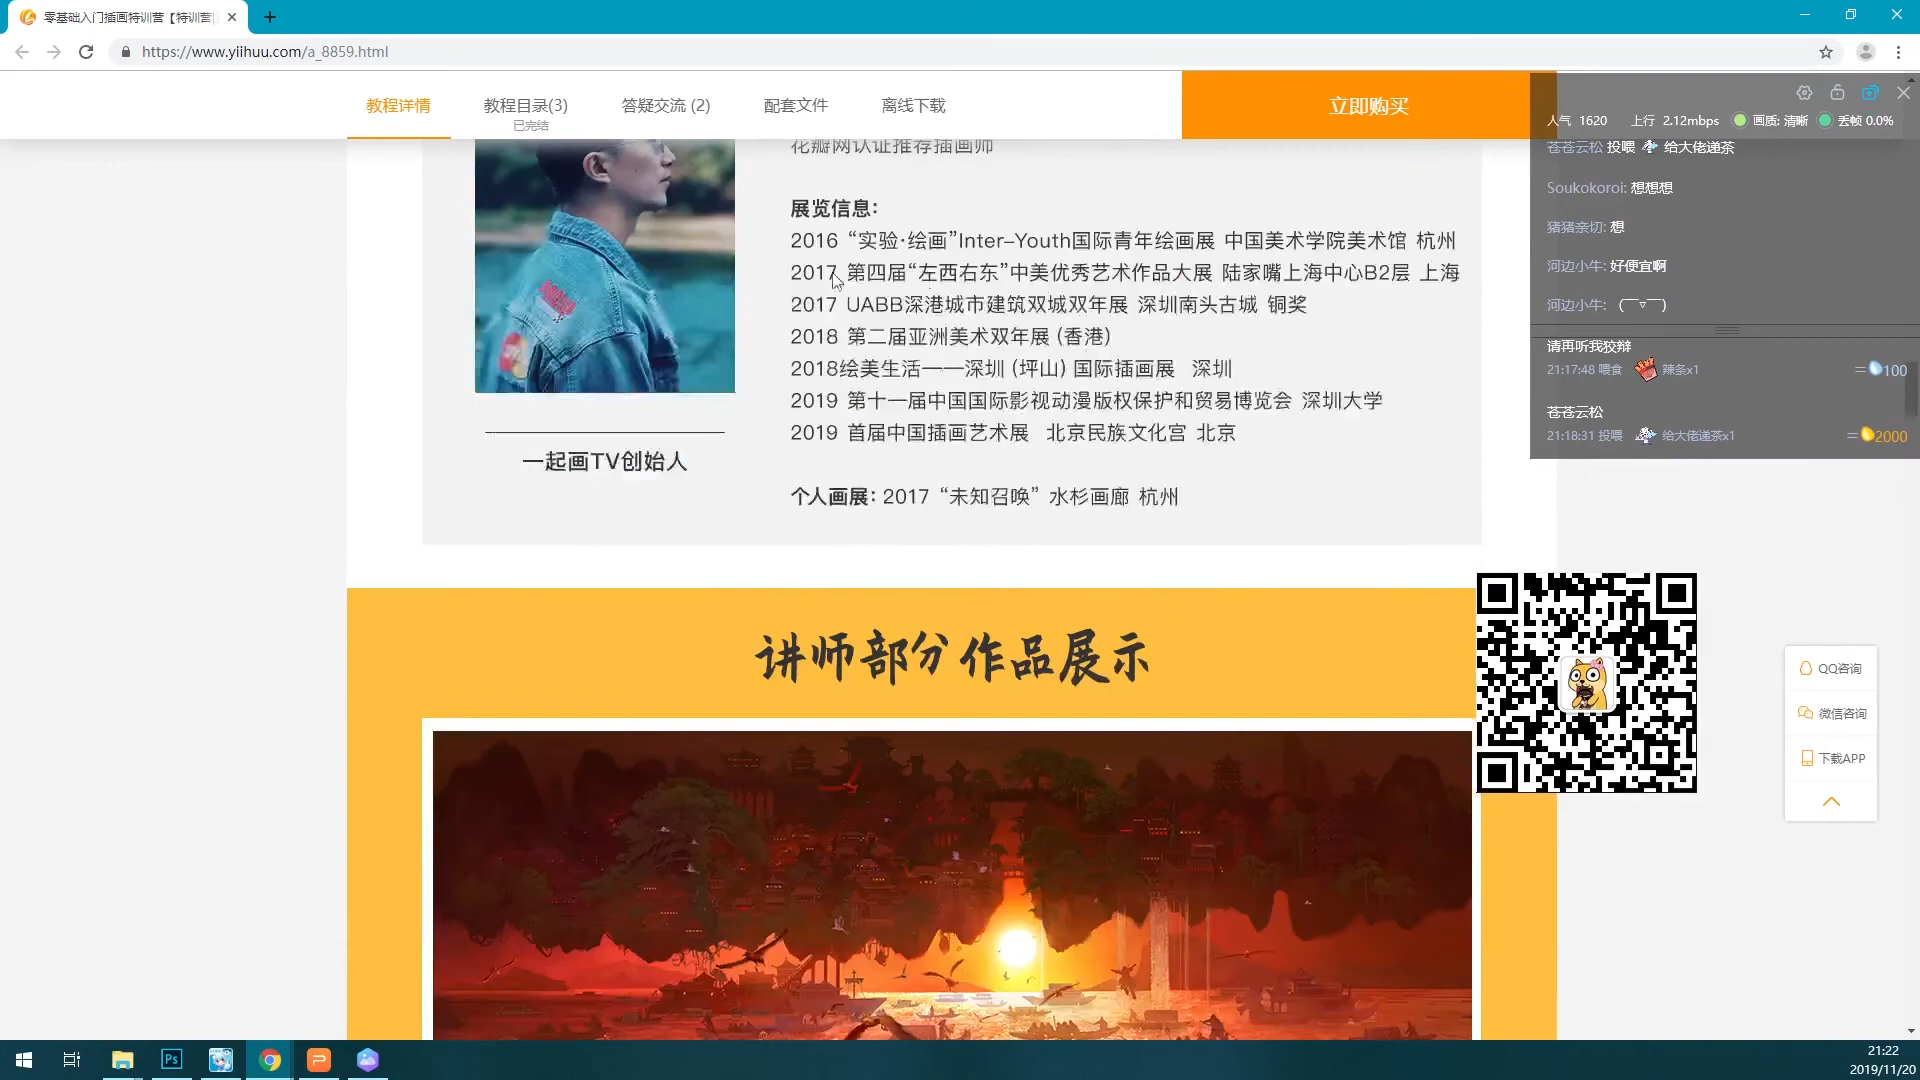 零基础入门插画特训营【特训营
https://www.yiihuu.com/a_8859.html
教程详情
教程目录(3)
已完结
答疑交流 (2)
配套文件
离线下载
立即购买
人气 1620 上行 2.12mbps 画质: 清晰 丢帧 0.0%
苍苍云松 投喂 给大佬递茶
Soukokoroi: 想想想
猪猪亲切: 想
河边小牛: 好便宜啊
河边小牛: (￣▽￣)
请再听我狡辩
21:17:48 喂食 辣条x1 =100
苍苍云松
21:18:31 投喂 给大佬递茶x1 =2000
花瓣网认证推荐插画师
展览信息:
2016 “实验·绘画”Inter-Youth国际青年绘画展 中国美术学院美术馆 杭州
2017 第四届“左西右东”中美优秀艺术作品大展 陆家嘴上海中心B2层 上海
2017 UABB深港城市建筑双城双年展 深圳南头古城 铜奖
2018 第二届亚洲美术双年展 (香港)
2018绘美生活——深圳 (坪山) 国际插画展 深圳
2019 第十一届中国国际影视动漫版权保护和贸易博览会 深圳大学
2019 首届中国插画艺术展 北京民族文化宫 北京
一起画TV创始人
个人画展: 2017 “未知召唤” 水杉画廊 杭州
讲师部分作品展示
QQ咨询
微信咨询
下载APP
Ps
21:22
2019/11/20